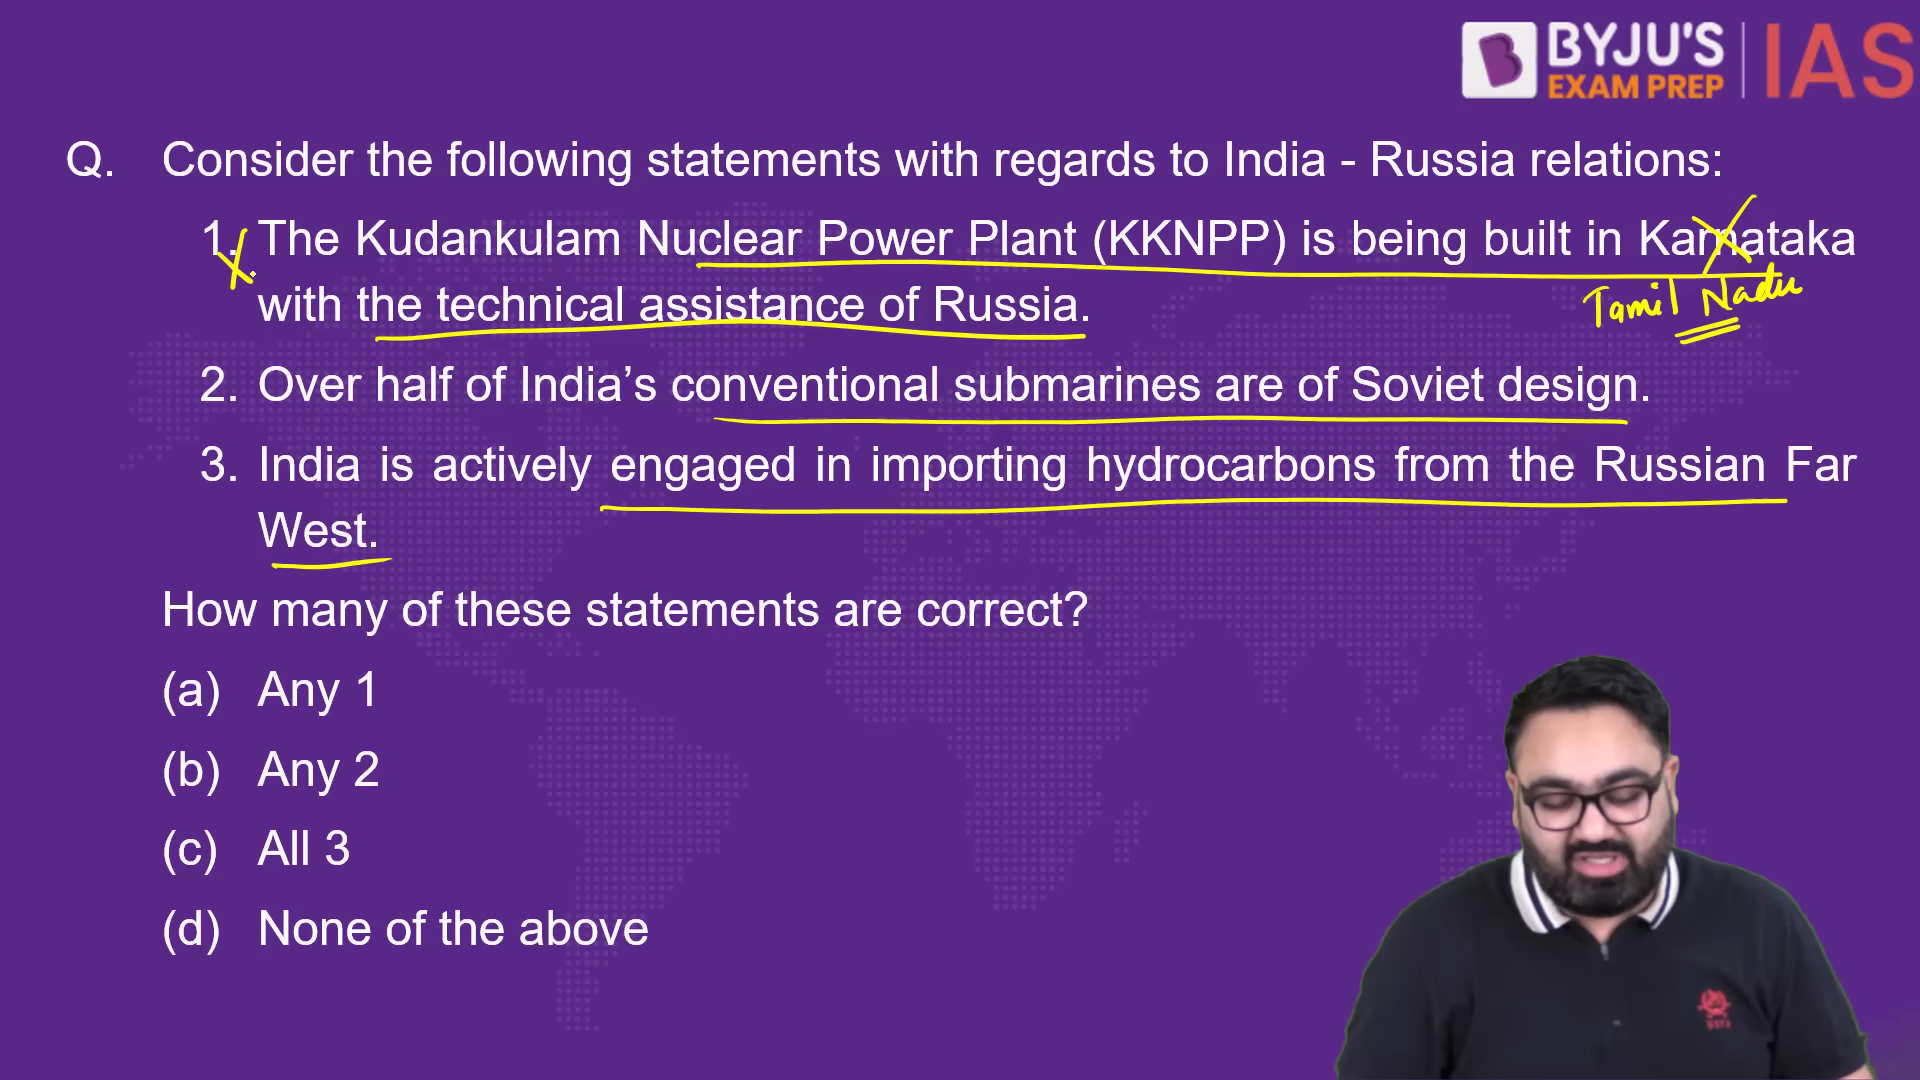 BYJU'S
EXAM PREP
IAS
Q. Consider the following statements with regards to India - Russia relations:
1. The Kudankulam Nuclear Power Plant (KKNPP) is being built in Karnataka
with the technical assistance of Russia.
Tamil Nadu
2. Over half of India’s conventional submarines are of Soviet design.
3. India is actively engaged in importing hydrocarbons from the Russian Far
West.
How many of these statements are correct?
(a) Any 1
(b) Any 2
(c) All 3
(d) None of the above